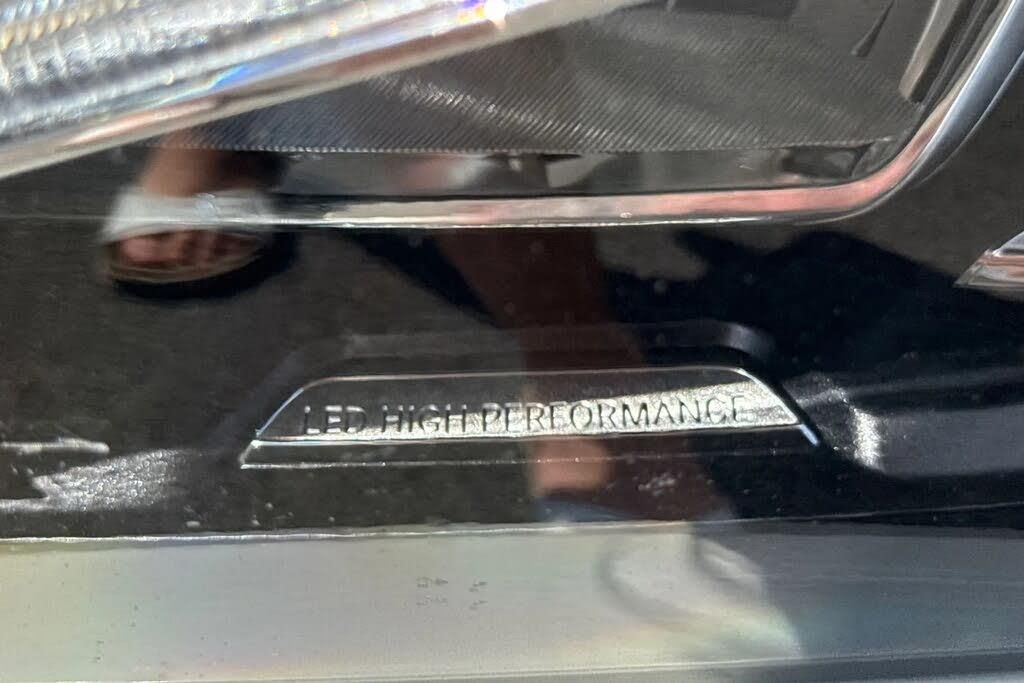 LED HIGH PERFORMANCE